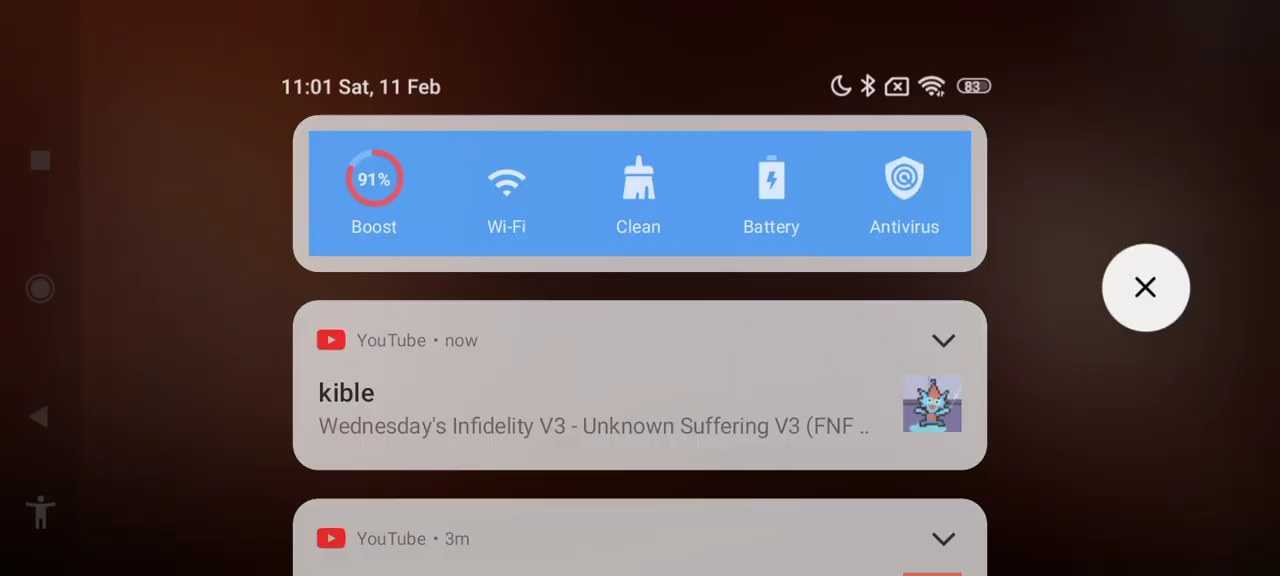 11:01 Sat, 11 Feb
83
91%
Boost
Wi-Fi
Clean
Battery
Antivirus
YouTube • now
kible
Wednesday's Infidelity V3 - Unknown Suffering V3 (FNF ..
YouTube • 3m